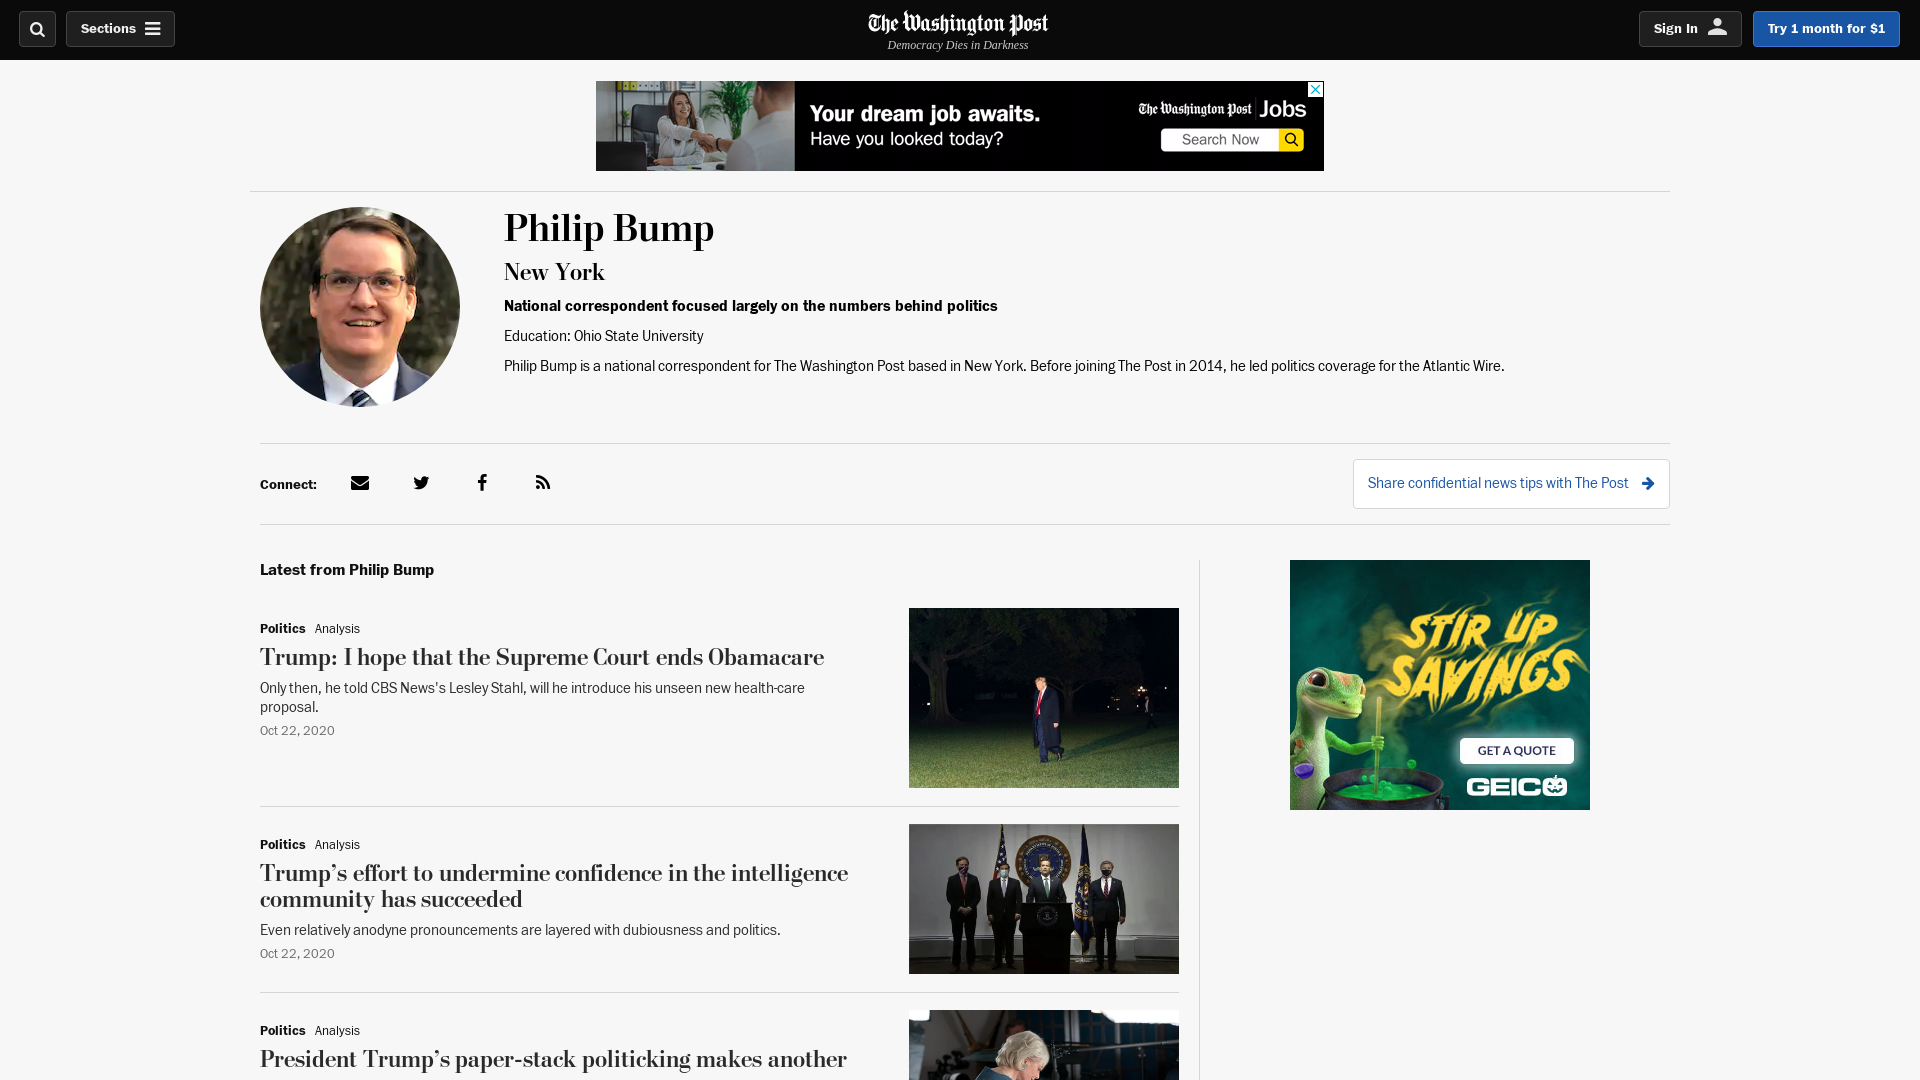 Sections
The Washington Post
Democracy Dies in Darkness
Sign In
Try 1 month for $1
Your dream job awaits.
Have you looked today?
The Washington Post Jobs
Search Now
Philip Bump
New York
National correspondent focused largely on the numbers behind politics
Education: Ohio State University
Philip Bump is a national correspondent for The Washington Post based in New York. Before joining The Post in 2014, he led politics coverage for the Atlantic Wire.
Connect:
Share confidential news tips with The Post
Latest from Philip Bump
Politics Analysis
Trump: I hope that the Supreme Court ends Obamacare
Only then, he told CBS News's Lesley Stahl, will he introduce his unseen new health-care
proposal.
Oct 22, 2020
Politics Analysis
Trump’s effort to undermine confidence in the intelligence
community has succeeded
Even relatively anodyne pronouncements are layered with dubiousness and politics.
Oct 22, 2020
Politics Analysis
President Trump’s paper-stack politicking makes another
STIR UP
SAVINGS
GET A QUOTE
GEICO